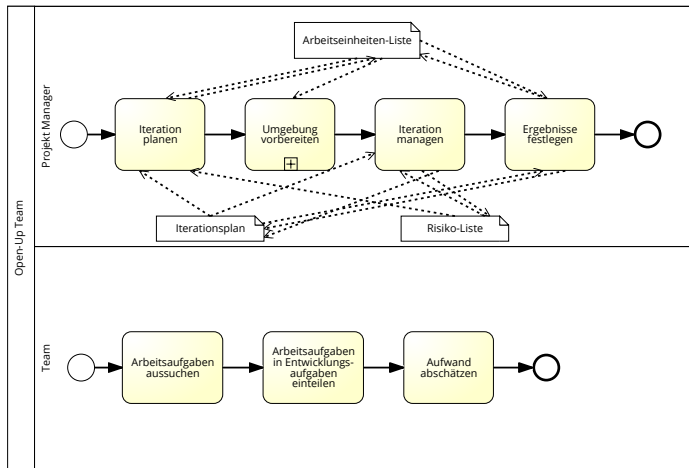 Open-Up Team
Projekt Manager
Arbeitseinheiten-Liste
Iteration
planen
Umgebung
vorbereiten
Iteration
managen
Ergebnisse
festlegen
Iterationsplan
Risiko-Liste
Team
Arbeitsaufgaben
aussuchen
Arbeitsaufgaben
in Entwicklungs-
aufgaben
einteilen
Aufwand
abschätzen